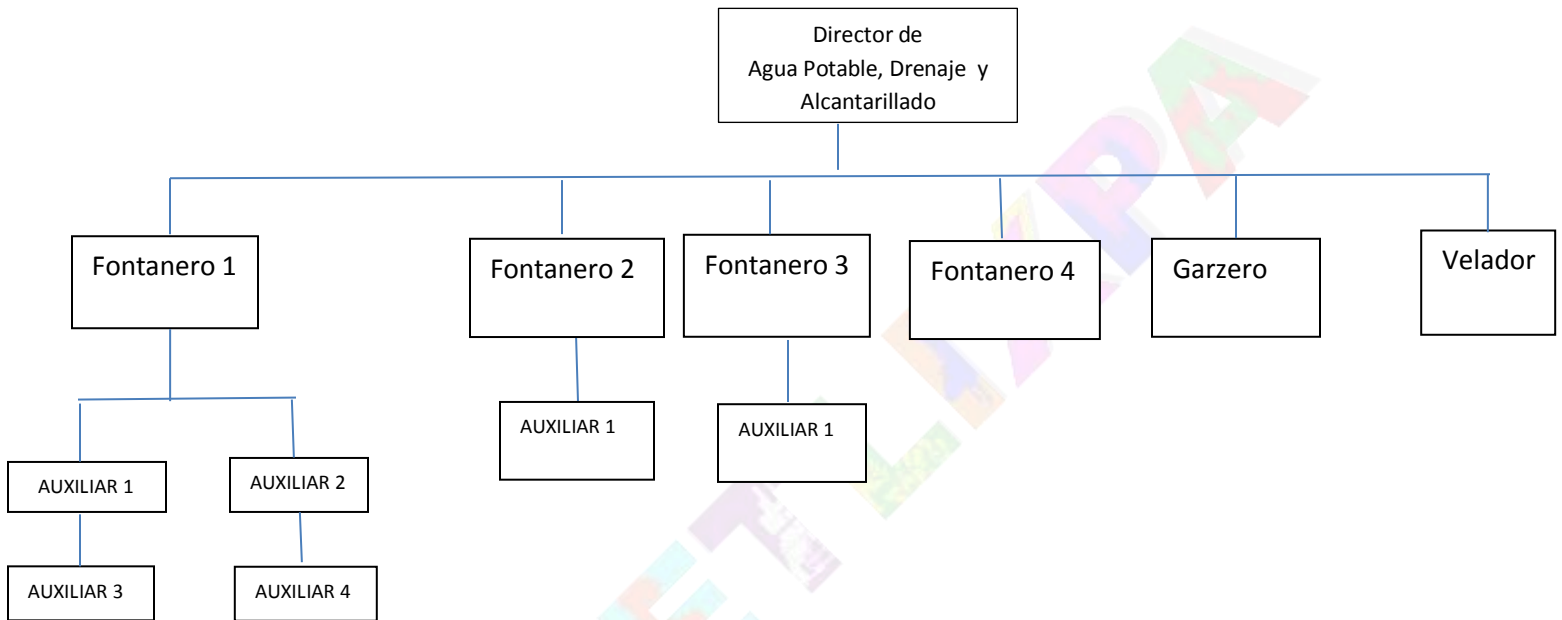 Director de
Agua Potable, Drenaje y
Alcantarillado
Fontanero 1
Fontanero 2
Fontanero 3
Fontanero 4
Garzero
Velador
AUXILIAR 1
AUXILIAR 1
AUXILIAR 1
AUXILIAR 2
AUXILIAR 3
AUXILIAR 4
ETLIXPA